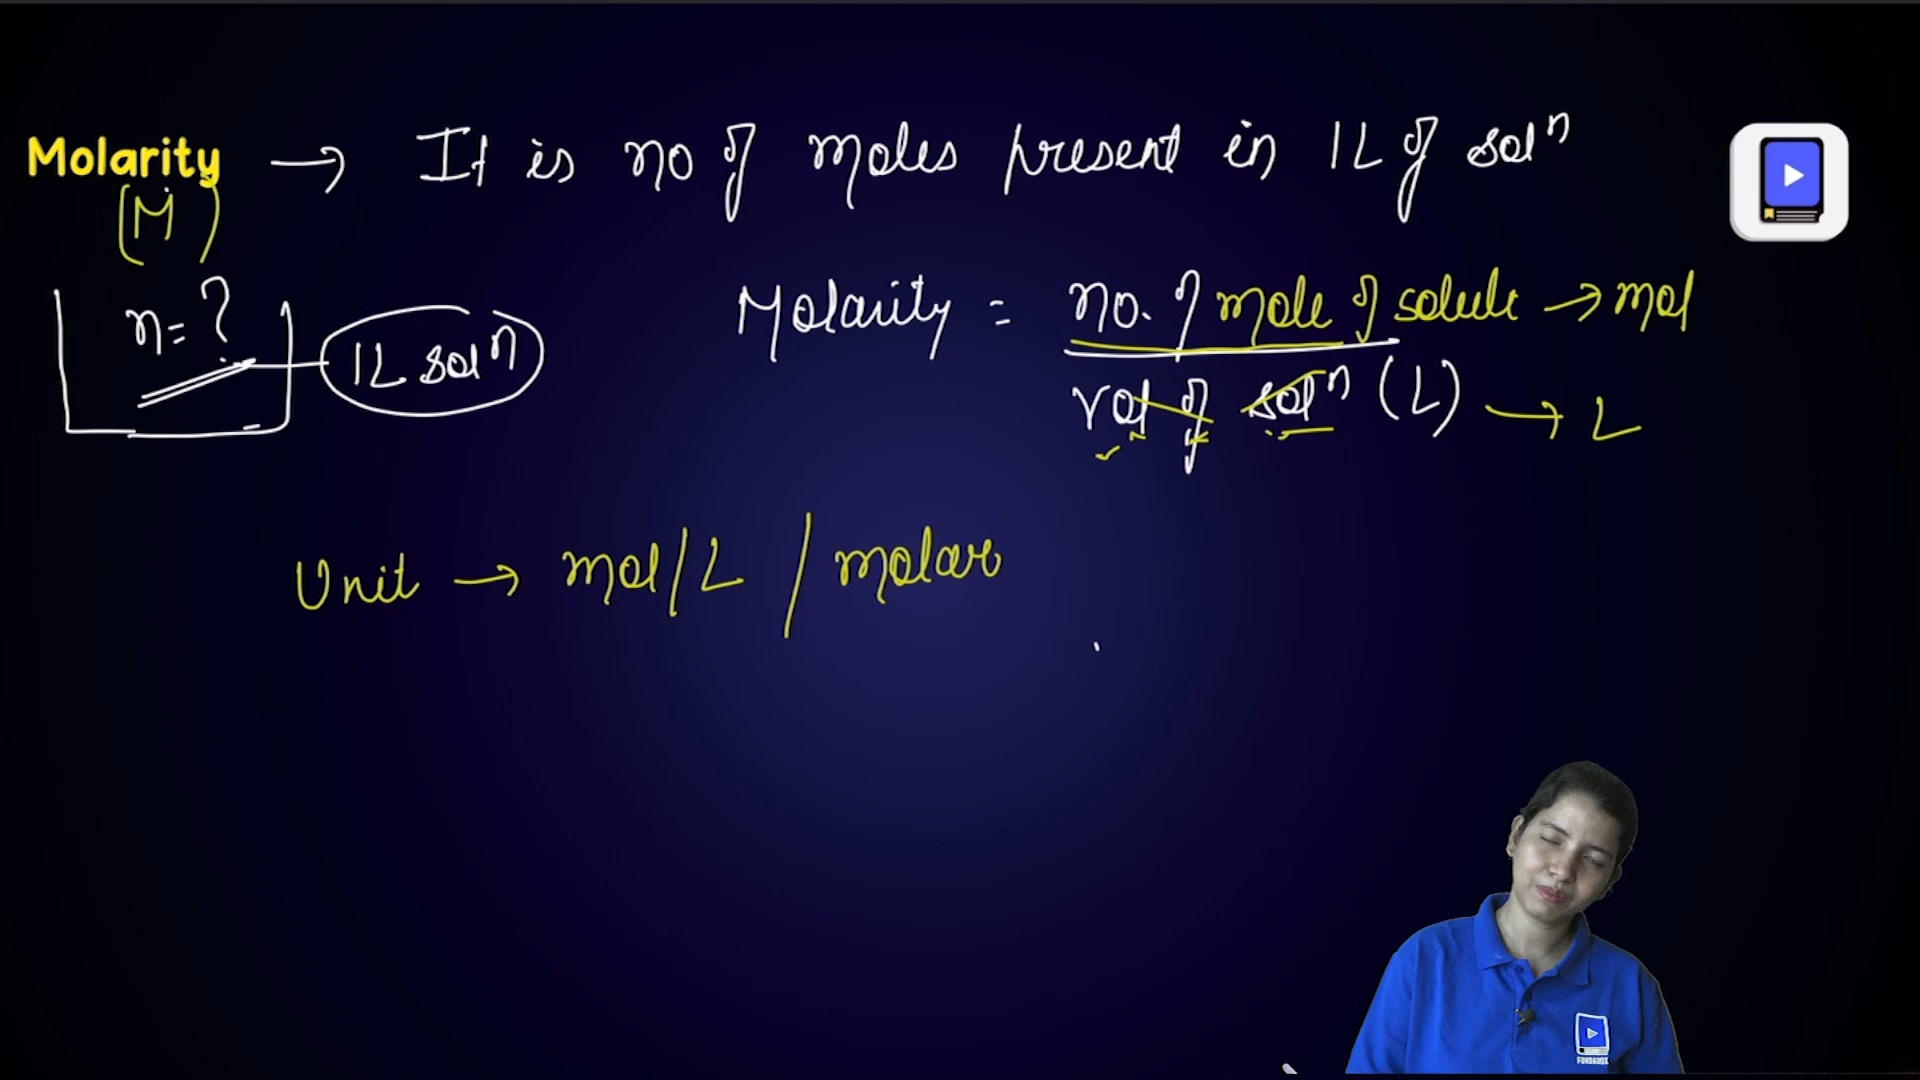 Molarity → It is no of moles present in 1L of solⁿ
(M)
n = ?
1L solⁿ
Molarity = no. of mole of solute → mol
vol of solⁿ (L) → L
Unit → mol/L / molar
FUNDABOX